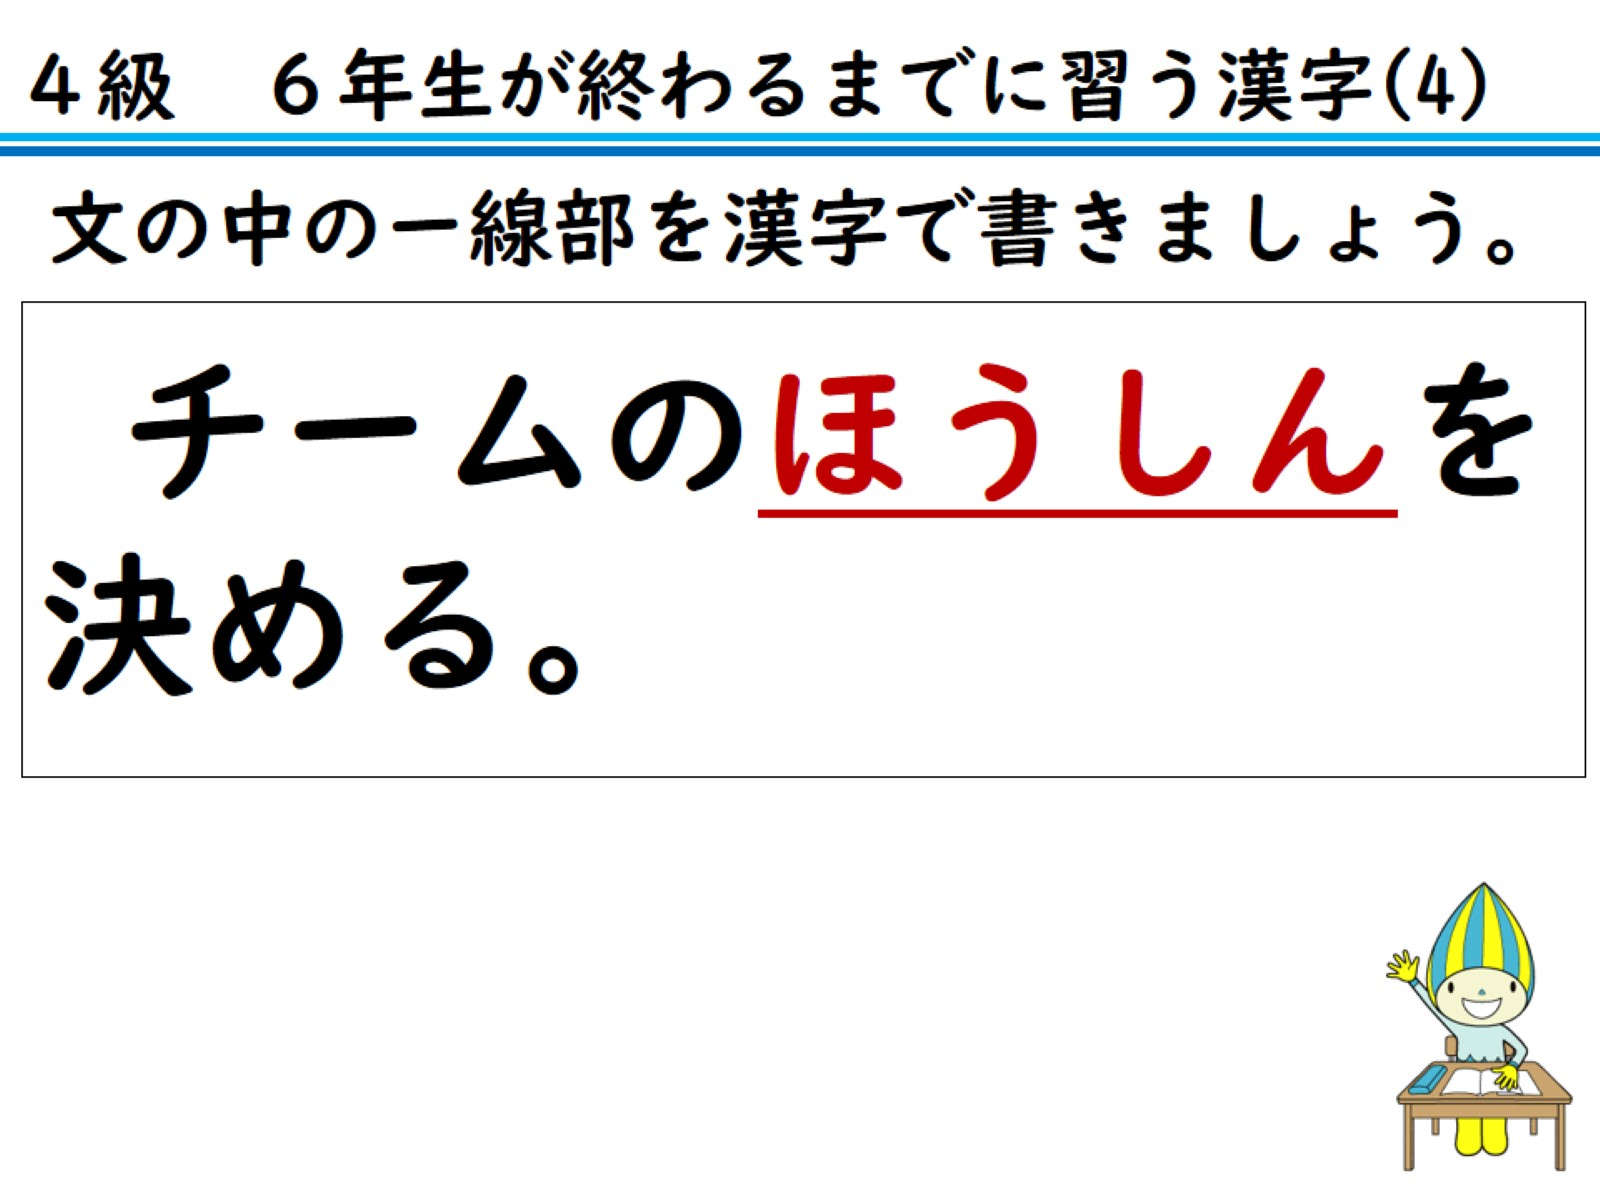 ４級　６年生が終わるまでに習う漢字(4)
文の中の―線部を漢字で書きましょう。
チームのほうしんを
決める。